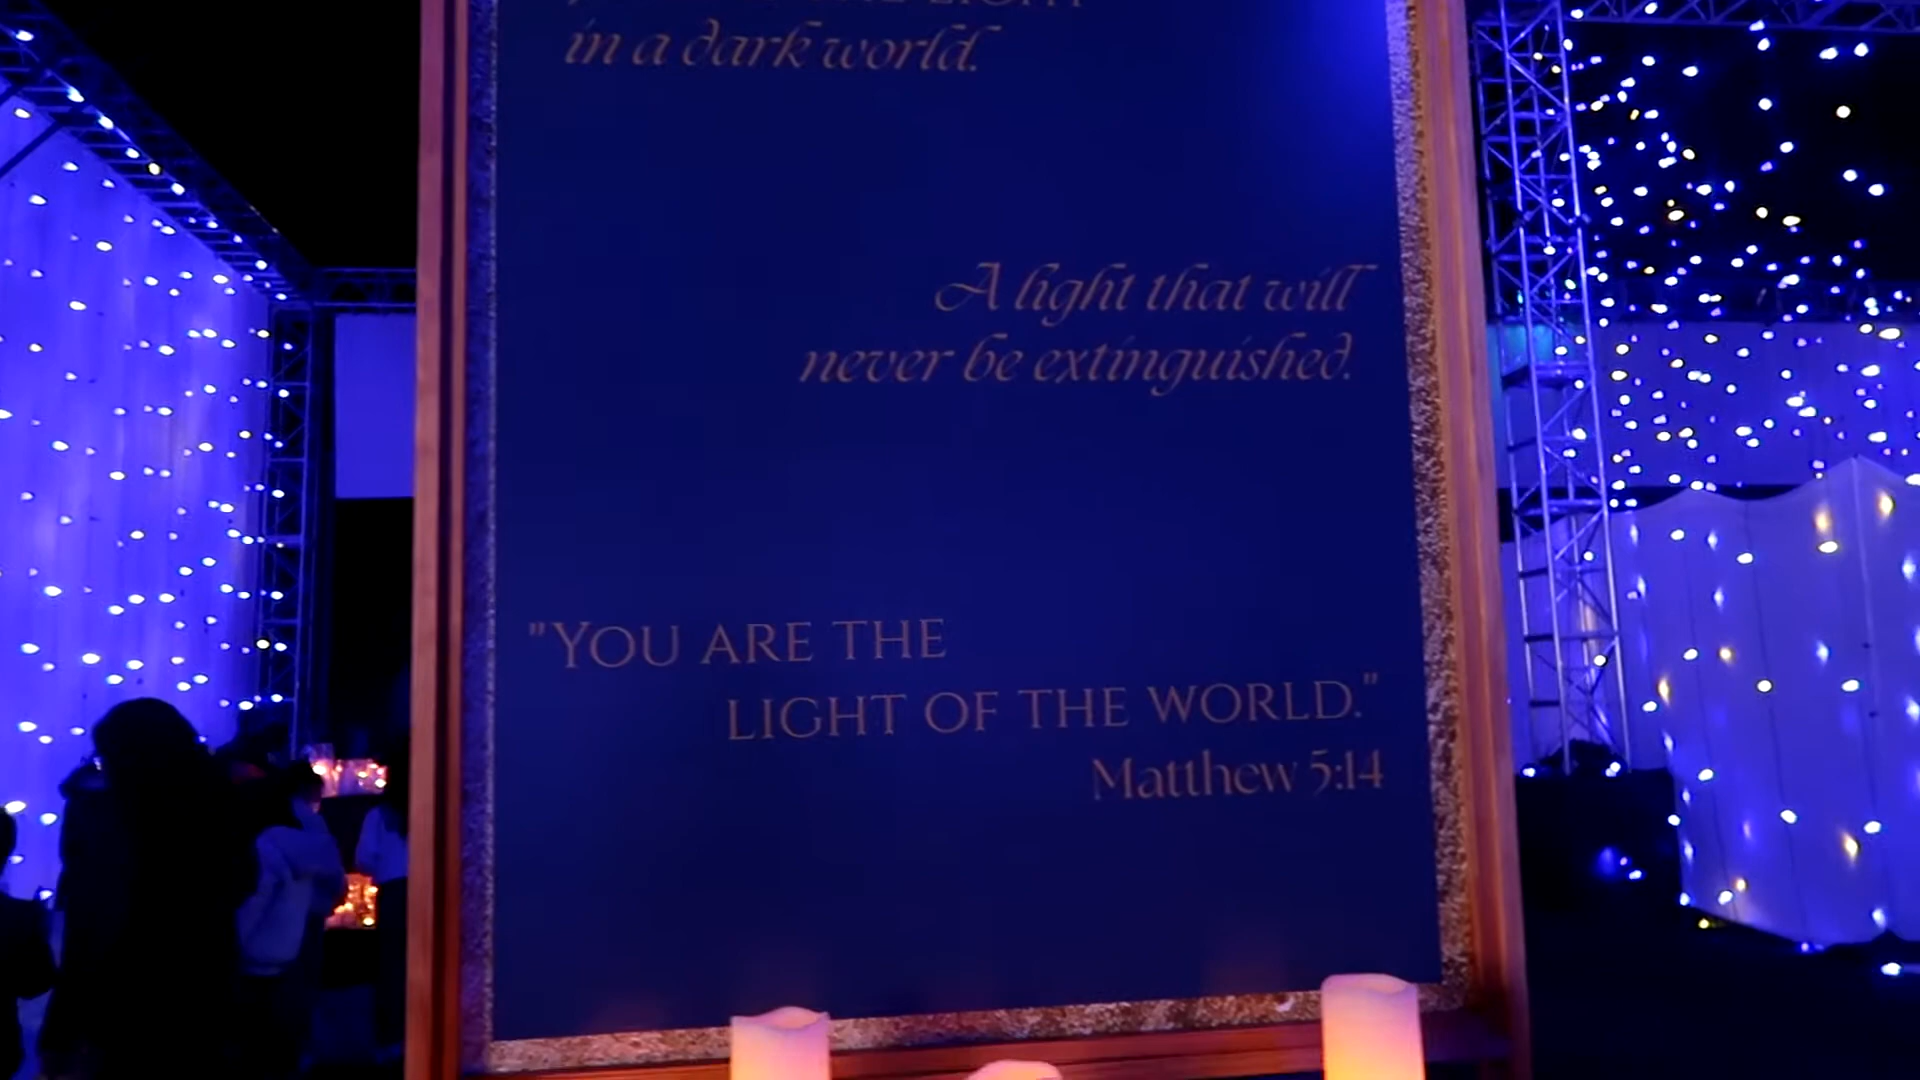 LIGHT
in a dark world.
A light that will
never be extinguished.
"YOU ARE THE
LIGHT OF THE WORLD."
Matthew 5:14